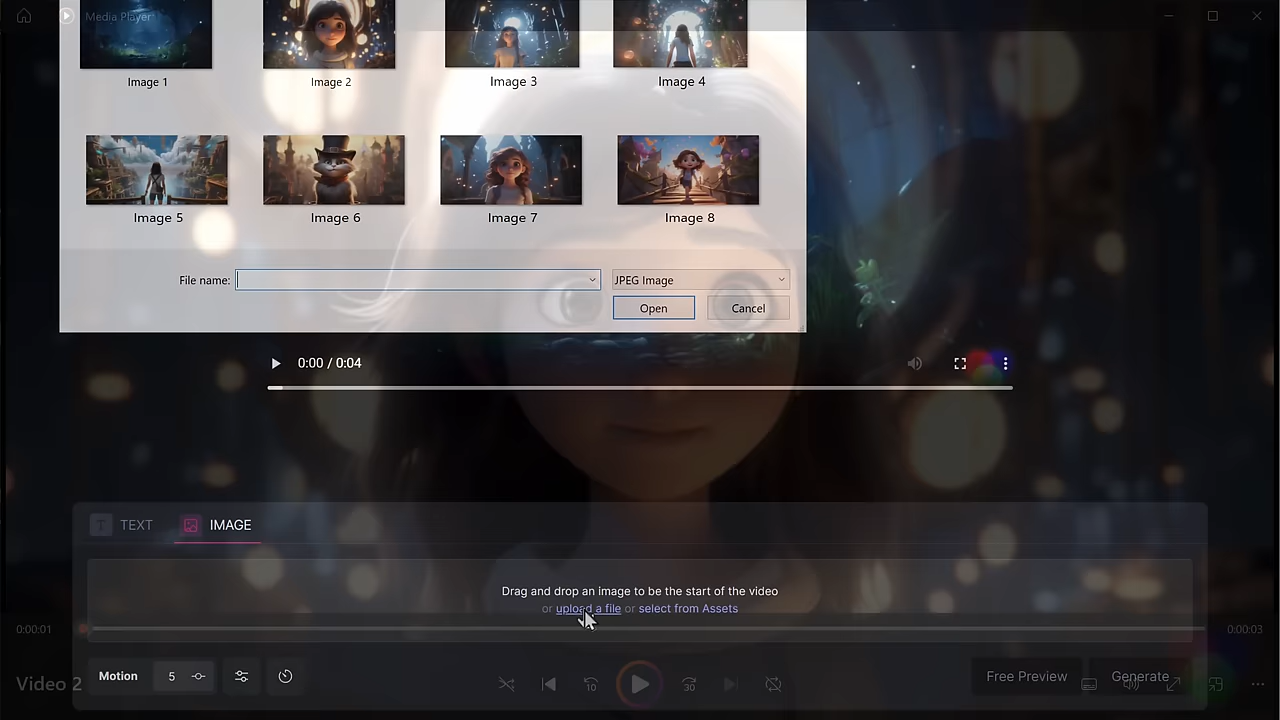 Media Player
Image 1
Image 2
Image 3
Image 4
Image 5
Image 6
Image 7
Image 8
File name:
JPEG Image
Open
Cancel
0:00 / 0:04
T TEXT
IMAGE
Drag and drop an image to be the start of the video
or upload a file or select from Assets
0:00:01
0:00:03
Video 2
Motion
5
10
30
Free Preview
Generate